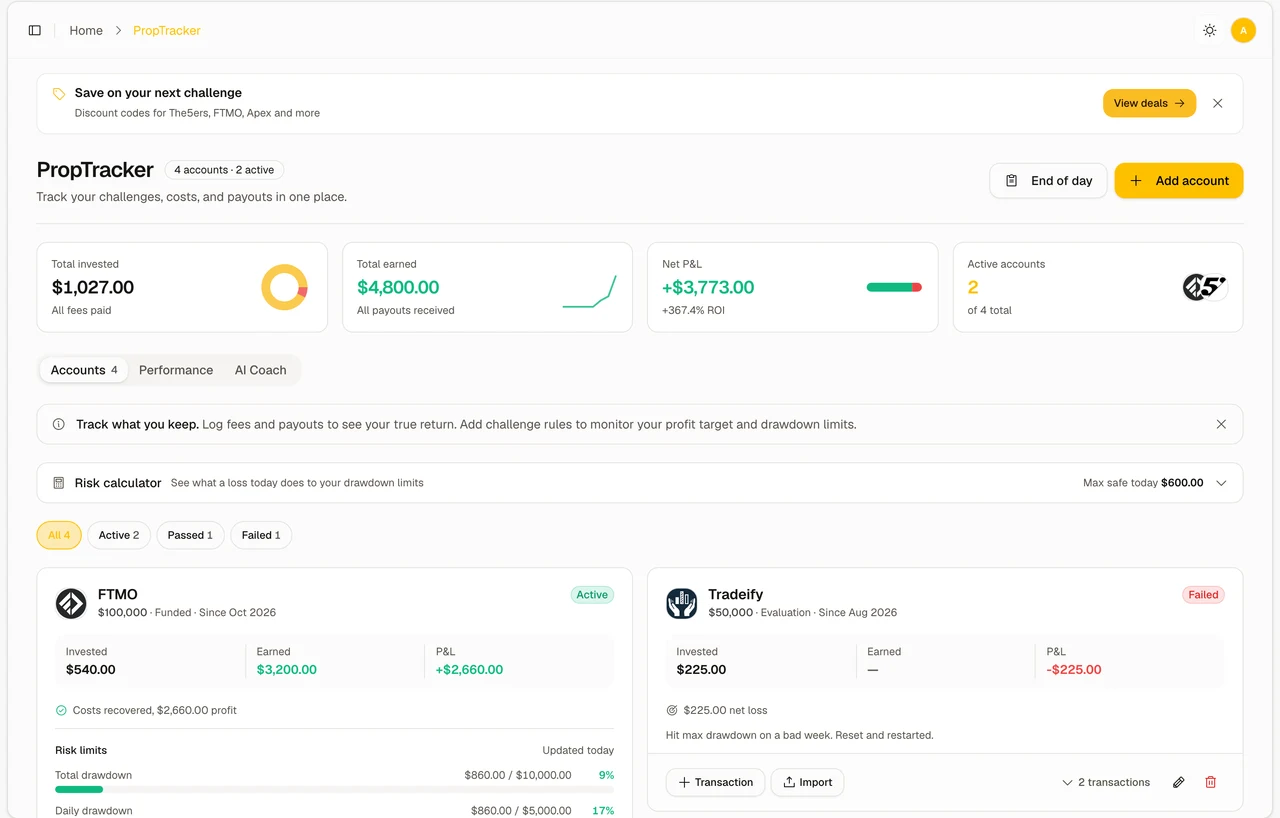 Home > PropTracker
A
Save on your next challenge
Discount codes for The5ers, FTMO, Apex and more
View deals →
PropTracker
4 accounts · 2 active
Track your challenges, costs, and payouts in one place.
End of day
+ Add account
Total invested
$1,027.00
All fees paid
Total earned
$4,800.00
All payouts received
Net P&L
+$3,773.00
+367.4% ROI
Active accounts
2
of 4 total
5
Accounts 4
Performance
AI Coach
Track what you keep. Log fees and payouts to see your true return. Add challenge rules to monitor your profit target and drawdown limits.
Risk calculator See what a loss today does to your drawdown limits
Max safe today $600.00
All 4
Active 2
Passed 1
Failed 1
FTMO
Active
$100,000 · Funded · Since Oct 2026
Invested
$540.00
Earned
$3,200.00
P&L
+$2,660.00
Costs recovered, $2,660.00 profit
Risk limits
Updated today
Total drawdown
$860.00 / $10,000.00 9%
Daily drawdown
$860.00 / $5,000.00 17%
Tradeify
Failed
$50,000 · Evaluation · Since Aug 2026
Invested
$225.00
Earned
—
P&L
-$225.00
$225.00 net loss
Hit max drawdown on a bad week. Reset and restarted.
+ Transaction
Import
2 transactions